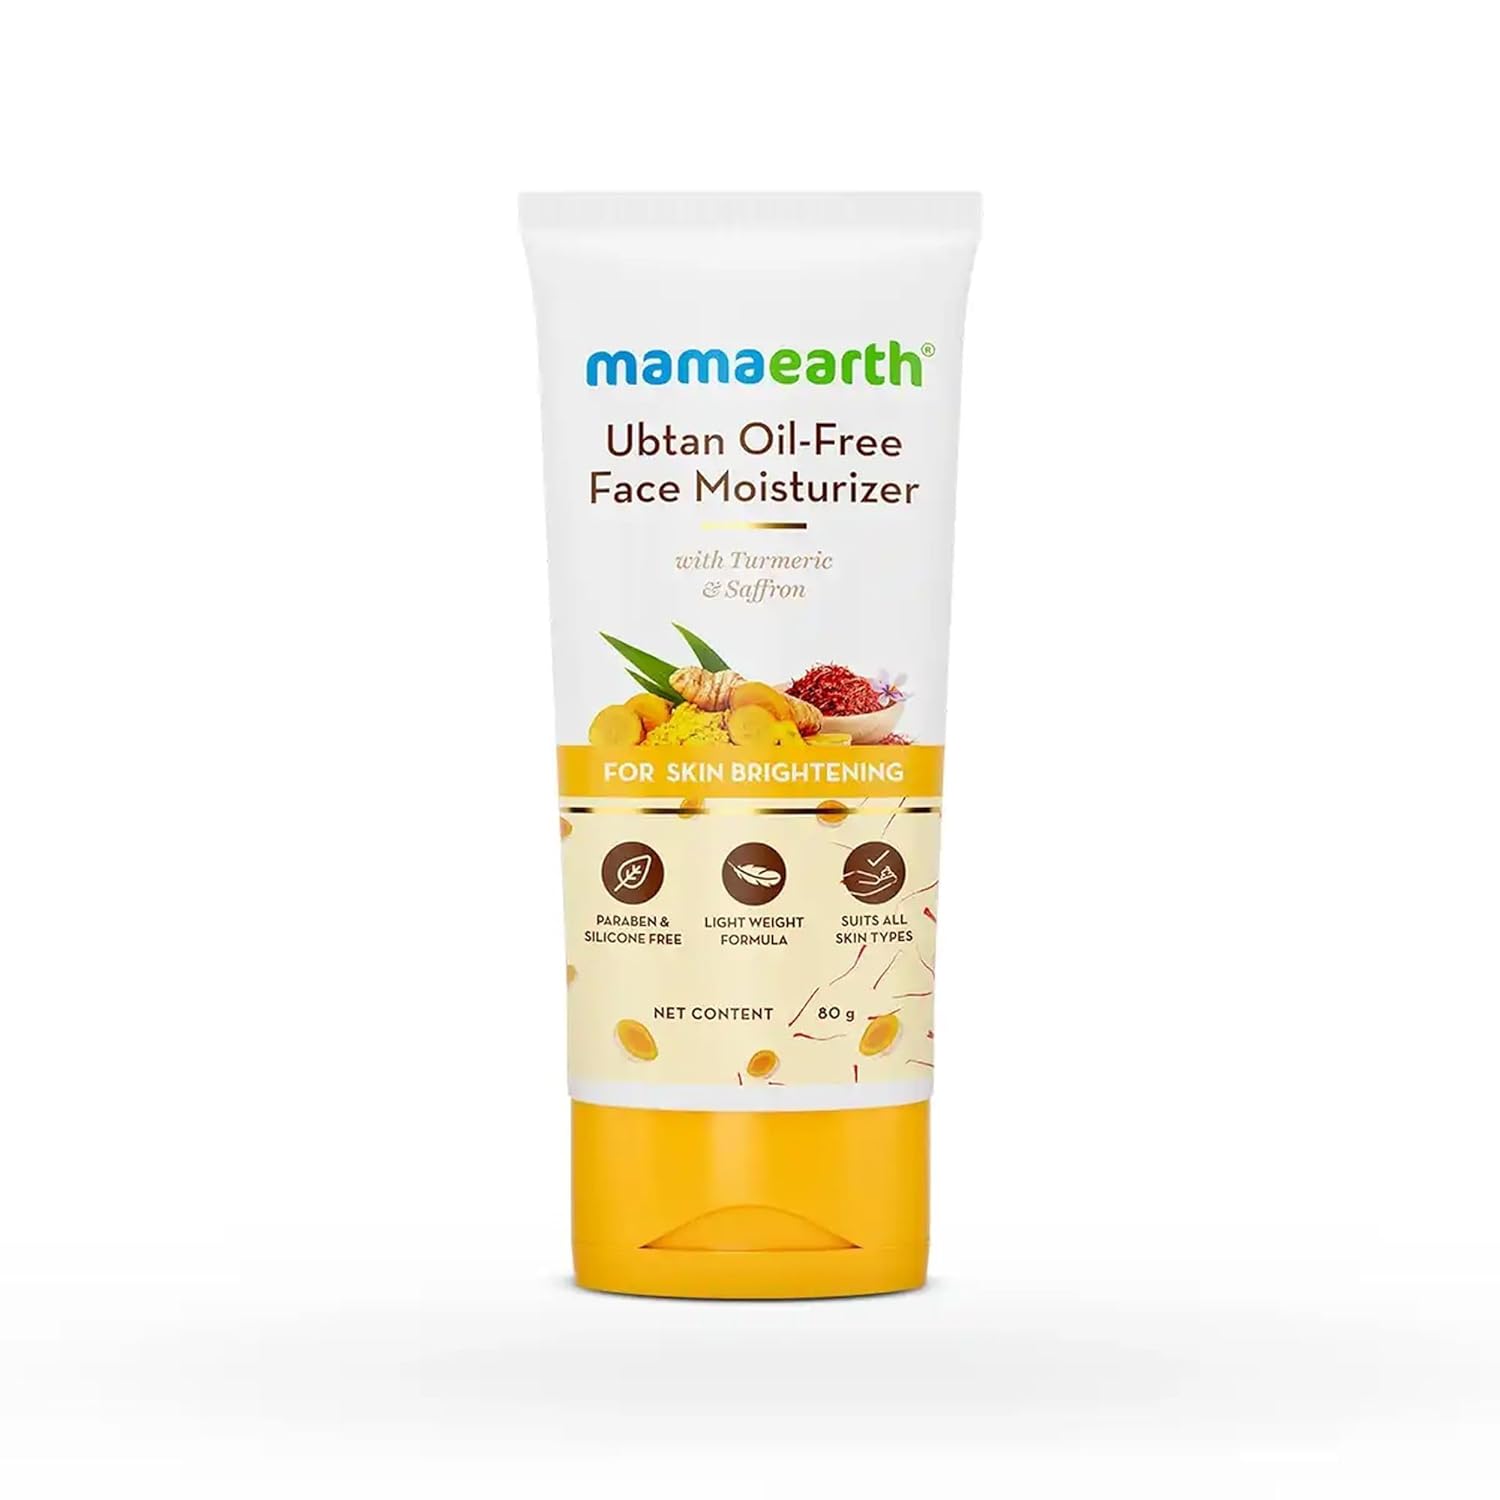 mamaearth®
Ubtan Oil-Free
Face Moisturizer
with Turmeric
& Saffron
FOR SKIN BRIGHTENING
PARABEN &
SILICONE FREE
LIGHT WEIGHT
FORMULA
SUITS ALL
SKIN TYPES
NET CONTENT 80 g